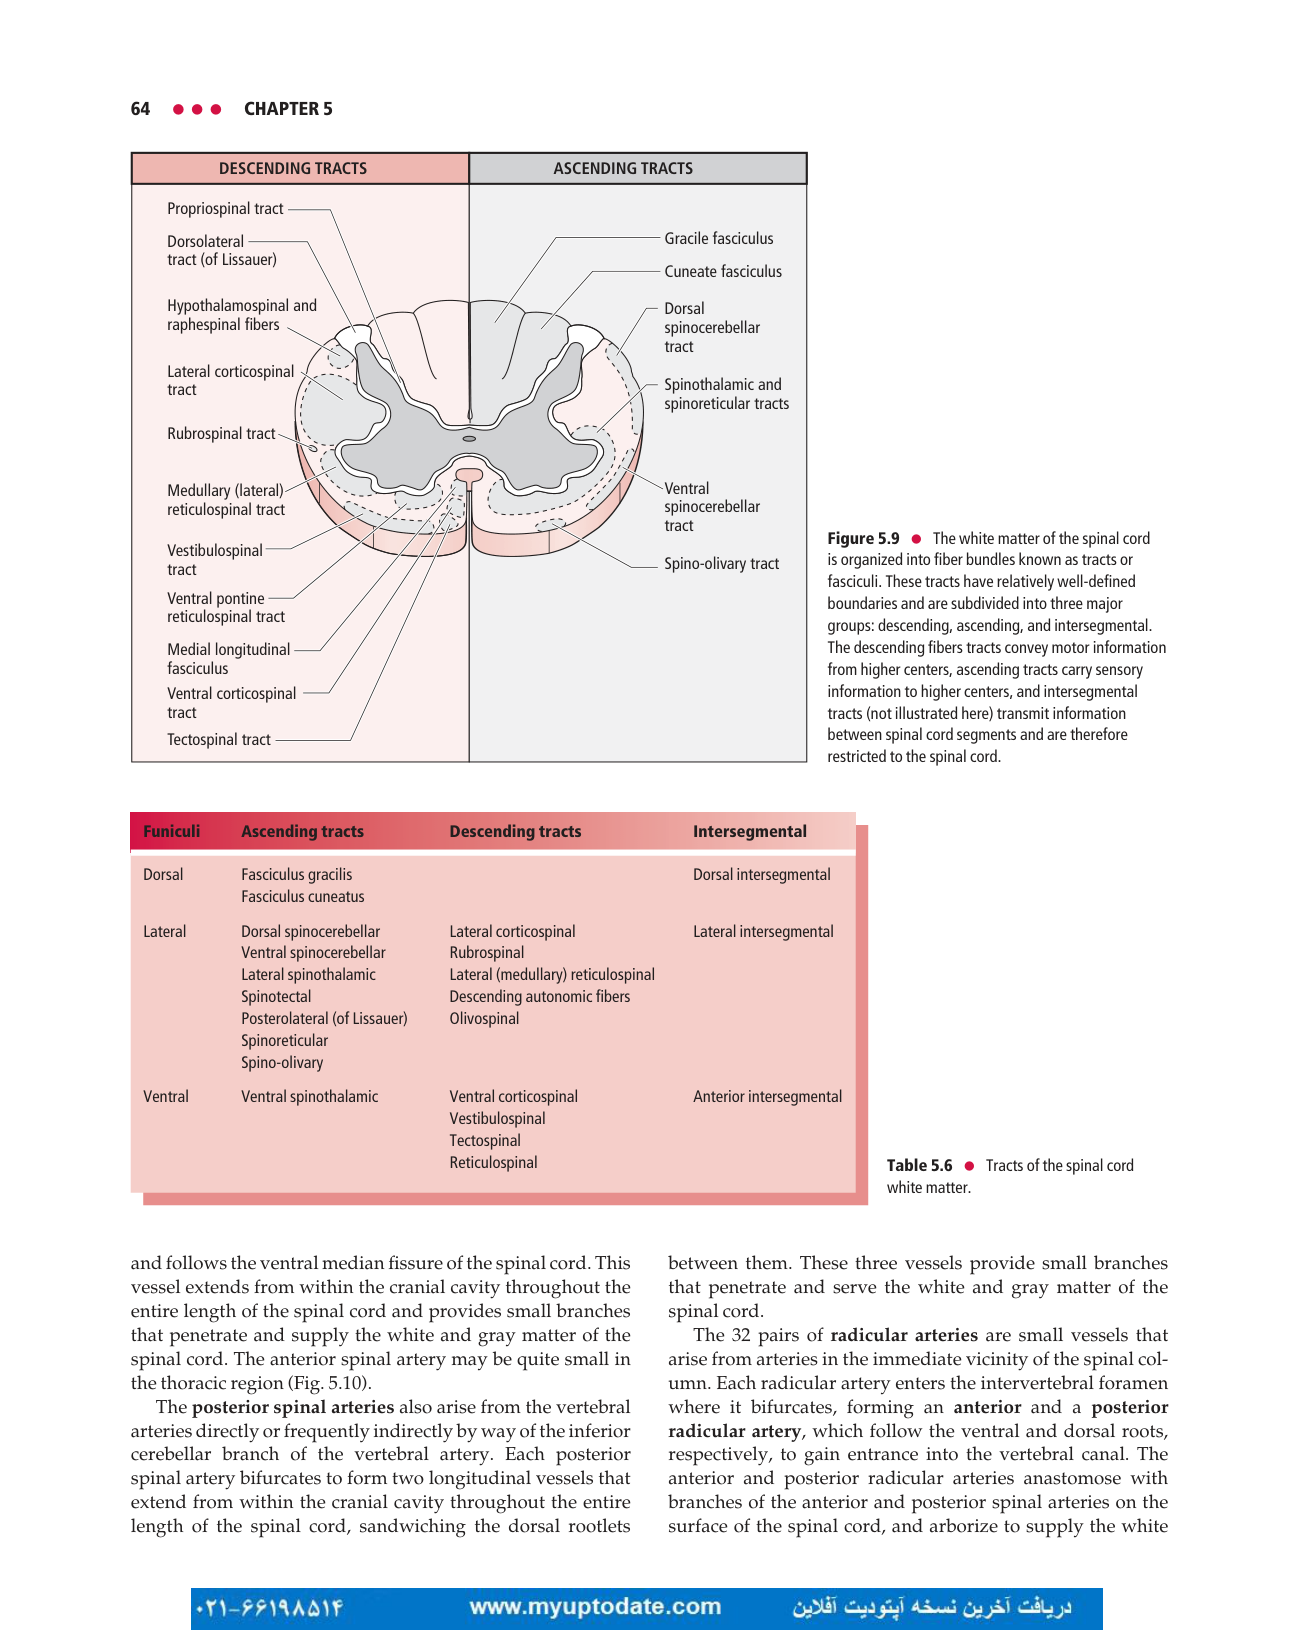 64 ●●● CHAPTER 5
DESCENDING TRACTS
Propriospinal tract
Dorsolateral
tract (of Lissauer)
Hypothalamospinal and
raphespinal fibers
Lateral corticospinal
tract
Rubrospinal tract
Medullary (lateral)
reticulospinal tract
Vestibulospinal
tract
Ventral pontine
reticulospinal tract
Medial longitudinal
fasciculus
Ventral corticospinal
tract
Tectospinal tract
ASCENDING TRACTS
Gracile fasciculus
Cuneate fasciculus
Dorsal
spinocerebellar
tract
Spinothalamic and
spinoreticular tracts
Ventral
spinocerebellar
tract
Spino-olivary tract
Figure 5.9 ● The white matter of the spinal cord
is organized into fiber bundles known as tracts or
fasciculi. These tracts have relatively well-defined
boundaries and are subdivided into three major
groups: descending, ascending, and intersegmental.
The descending fibers tracts convey motor information
from higher centers, ascending tracts carry sensory
information to higher centers, and intersegmental
tracts (not illustrated here) transmit information
between spinal cord segments and are therefore
restricted to the spinal cord.
Funiculi Ascending tracts Descending tracts Intersegmental
Dorsal Fasciculus gracilis Dorsal intersegmental
Fasciculus cuneatus
Lateral Dorsal spinocerebellar Lateral corticospinal Lateral intersegmental
Ventral spinocerebellar Rubrospinal
Lateral spinothalamic Lateral (medullary) reticulospinal
Spinotectal Descending autonomic fibers
Posterolateral (of Lissauer) Olivospinal
Spinoreticular
Spino-olivary
Ventral Ventral spinothalamic Ventral corticospinal Anterior intersegmental
Vestibulospinal
Tectospinal
Reticulospinal
Table 5.6 ● Tracts of the spinal cord
white matter.
and follows the ventral median fissure of the spinal cord. This
vessel extends from within the cranial cavity throughout the
entire length of the spinal cord and provides small branches
that penetrate and supply the white and gray matter of the
spinal cord. The anterior spinal artery may be quite small in
the thoracic region (Fig. 5.10).
The posterior spinal arteries also arise from the vertebral
arteries directly or frequently indirectly by way of the inferior
cerebellar branch of the vertebral artery. Each posterior
spinal artery bifurcates to form two longitudinal vessels that
extend from within the cranial cavity throughout the entire
length of the spinal cord, sandwiching the dorsal rootlets
between them. These three vessels provide small branches
that penetrate and serve the white and gray matter of the
spinal cord.
The 32 pairs of radicular arteries are small vessels that
arise from arteries in the immediate vicinity of the spinal col-
umn. Each radicular artery enters the intervertebral foramen
where it bifurcates, forming an anterior and a posterior
radicular artery, which follow the ventral and dorsal roots,
respectively, to gain entrance into the vertebral canal. The
anterior and posterior radicular arteries anastomose with
branches of the anterior and posterior spinal arteries on the
surface of the spinal cord, and arborize to supply the white
۰۲۱-۶۶۱۹۸۵۱۴ www.myuptodate.com دریافت آخرین نسخه آپتودیت آفلاین